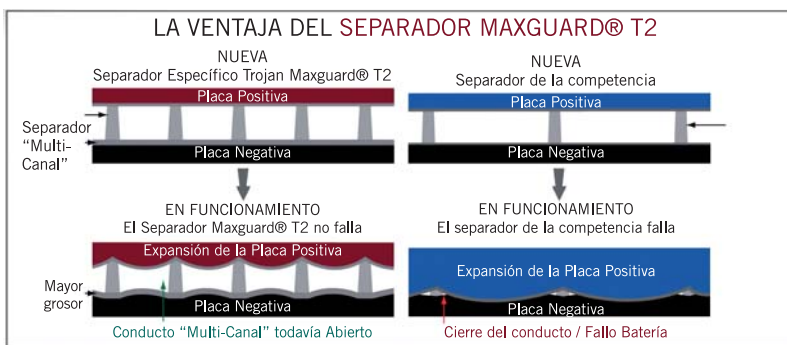 LA VENTAJA DEL SEPARADOR MAXGUARD® T2
NUEVA
Separador Específico Trojan Maxguard® T2
Placa Positiva
Separador
"Multi-
Canal"
Placa Negativa
EN FUNCIONAMIENTO
El Separador Maxguard® T2 no falla
Expansión de la Placa Positiva
Mayor
grosor
Placa Negativa
Conducto "Multi-Canal" todavía Abierto
NUEVA
Separador de la competencia
Placa Positiva
Placa Negativa
EN FUNCIONAMIENTO
El separador de la competencia falla
Expansión de la Placa Positiva
Placa Negativa
Cierre del conducto / Fallo Batería